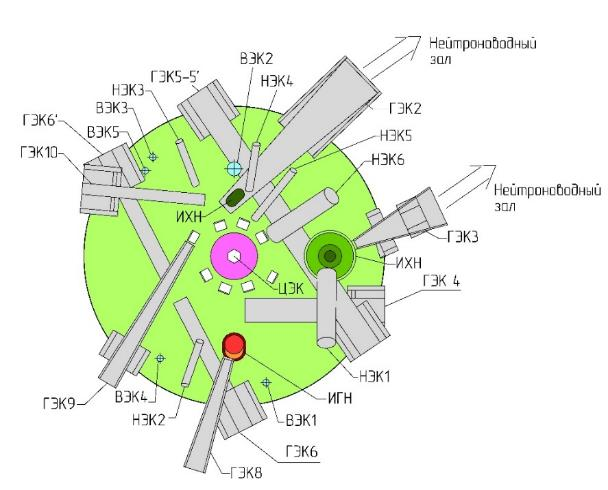 Нейтроноводный
зал
ВЭК2
ГЭК5-5'
НЭК4
НЭК3
ГЭК2
ВЭК3
ГЭК6'
ВЭК5
НЭК5
ГЭК10
НЭК6
Нейтроноводный
зал
ИХН
ГЭК3
ИХН
ЦЭК
ГЭК 4
НЭК1
ГЭК9
ВЭК4
ИГН
НЭК2
ВЭК1
ГЭК6
ГЭК8